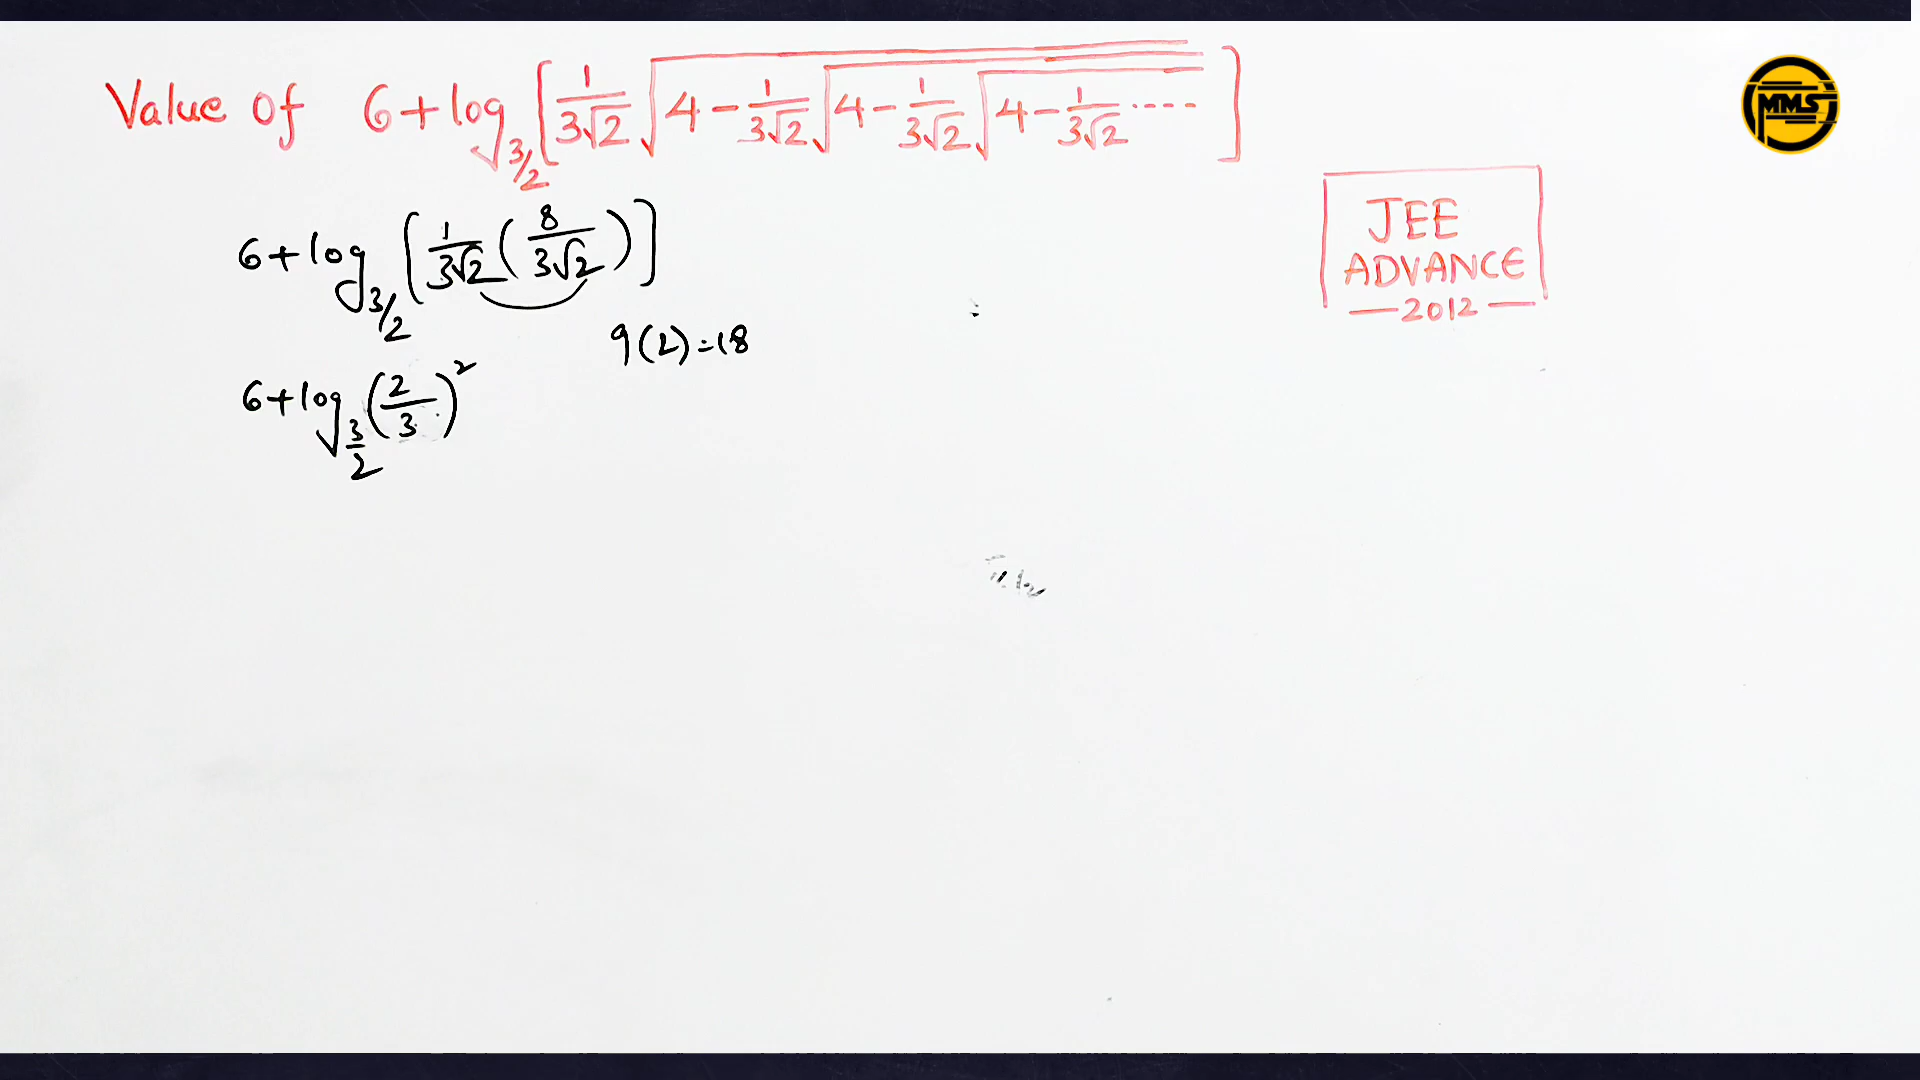 Value of 6+log_{3/2}[1/(3√2) √(4-1/(3√2) √(4-1/(3√2) √(4-1/(3√2)....)))]
MMS
JEE
ADVANCE
—2012—
6+log_{3/2}[1/(3√2)(8/(3√2))]
9(2)=18
6+log_{3/2}(2/3)^2